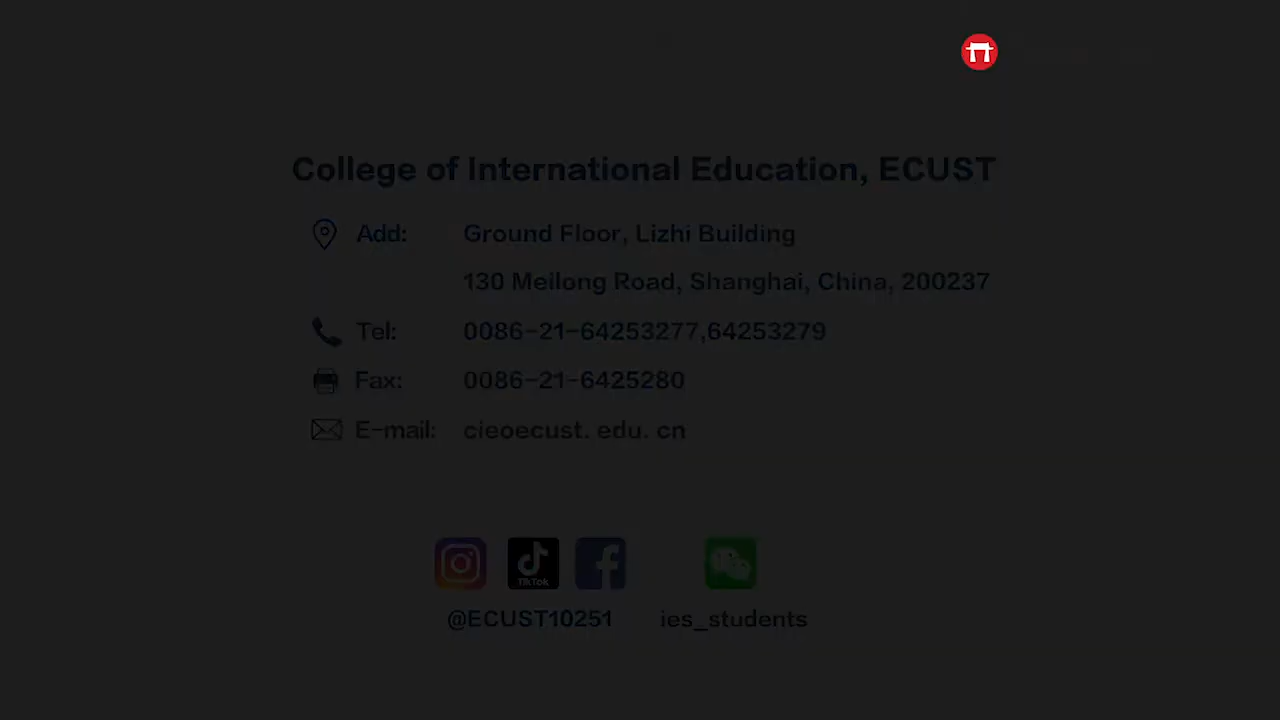 College of International Education, ECUST
Add: Ground Floor, Lizhi Building
130 Meilong Road, Shanghai, China, 200237
Tel: 0086-21-64253277,64253279
Fax: 0086-21-6425280
E-mail: cieoecust. edu. cn
TikTok
@ECUST10251 ies_students